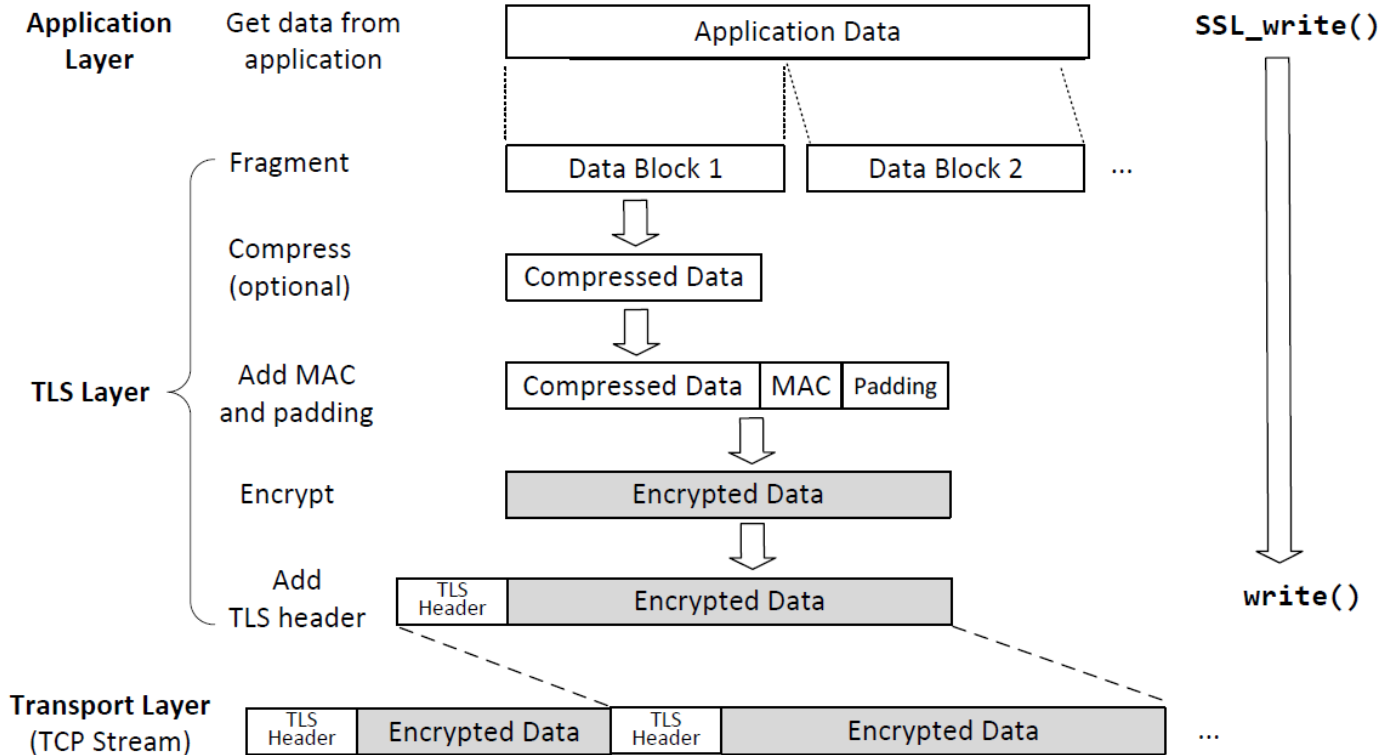 Application
Layer
Get data from
application
Application Data
SSL_write()
Fragment
Data Block 1
Data Block 2
...
Compress
(optional)
Compressed Data
TLS Layer
Add MAC
and padding
Compressed Data
MAC
Padding
Encrypt
Encrypted Data
Add
TLS header
TLS
Header
Encrypted Data
write()
Transport Layer
(TCP Stream)
TLS
Header
Encrypted Data
TLS
Header
Encrypted Data
...